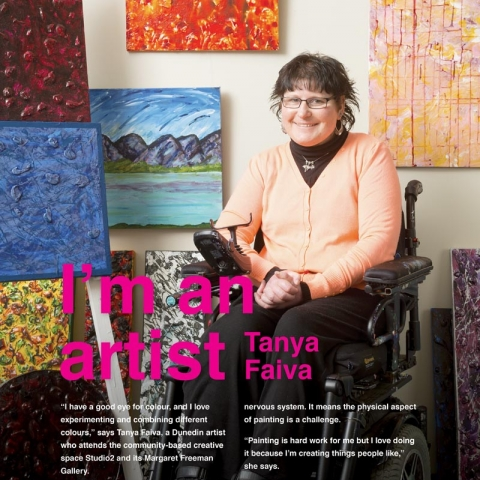 I'm an
artist
Tanya
Faiva
"I have a good eye for colour, and I love
experimenting and combining different
colours," says Tanya Faiva, a Dunedin artist
who attends the community-based creative
space Studio2 and its Margaret Freeman
Gallery.
nervous system. It means the physical aspect
of painting is a challenge.
"Painting is hard work for me but I love doing
it because I'm creating things people like,"
she says.